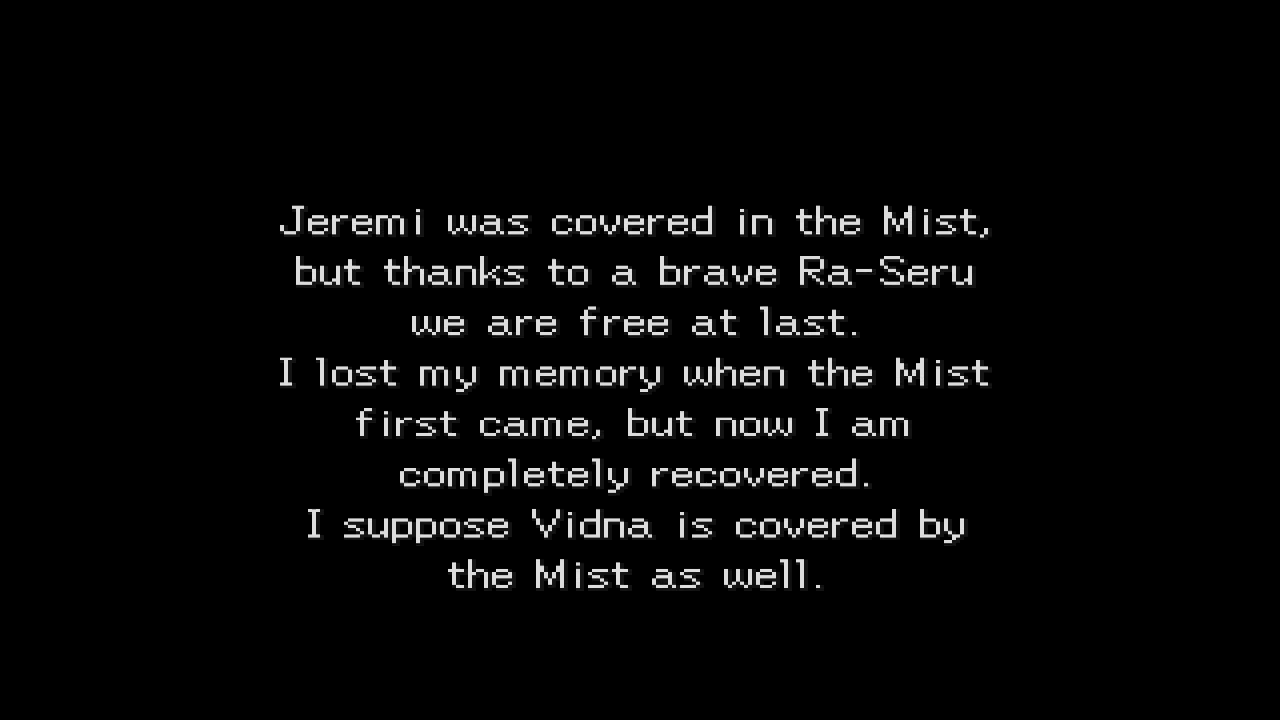 Jeremi was covered in the Mist,
but thanks to a brave Ra-Seru
we are free at last.
I lost my memory when the Mist
first came, but now I am
completely recovered.
I suppose Vidna is covered by
the Mist as well.